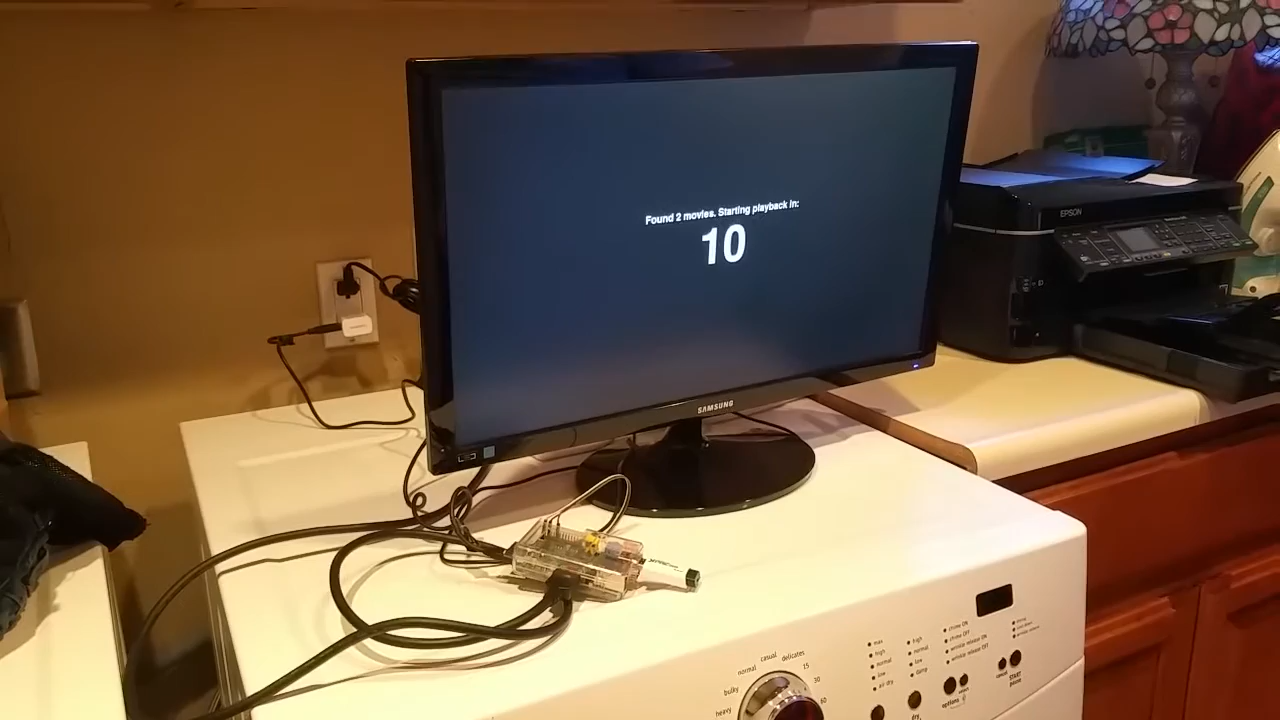 Found 2 movies. Starting playback in:
10
SAMSUNG
EPSON
casual
normal
delicates
bulky
heavy
15
30
60
max
high
normal
low
air dry
high
normal
low
damp
dry
chime ON
chime OFF
wrinkle release ON
wrinkle release OFF
options
select
cancel
START
pause